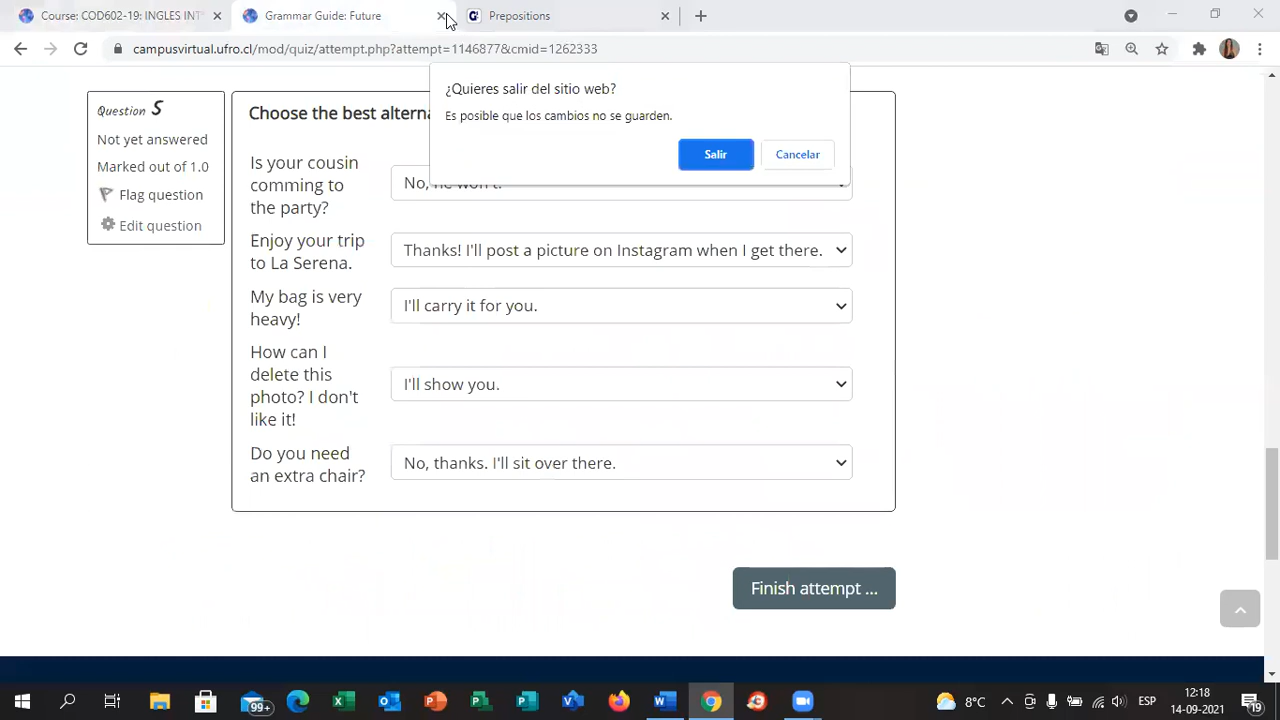 Course: COD602-19: INGLES INT
Grammar Guide: Future
Prepositions
campusvirtual.ufro.cl/mod/quiz/attempt.php?attempt=1146877&cmid=1262333
¿Quieres salir del sitio web?
Es posible que los cambios no se guarden.
Salir
Cancelar
Question 5
Not yet answered
Marked out of 1.0
Flag question
Edit question
Choose the best alterna
Is your cousin
comming to
the party?
No, he won't.
Enjoy your trip
to La Serena.
Thanks! I'll post a picture on Instagram when I get there.
My bag is very
heavy!
I'll carry it for you.
How can I
delete this
photo? I don't
like it!
I'll show you.
Do you need
an extra chair?
No, thanks. I'll sit over there.
Finish attempt ...
99+
8°C
ESP
12:18
14-09-2021
19